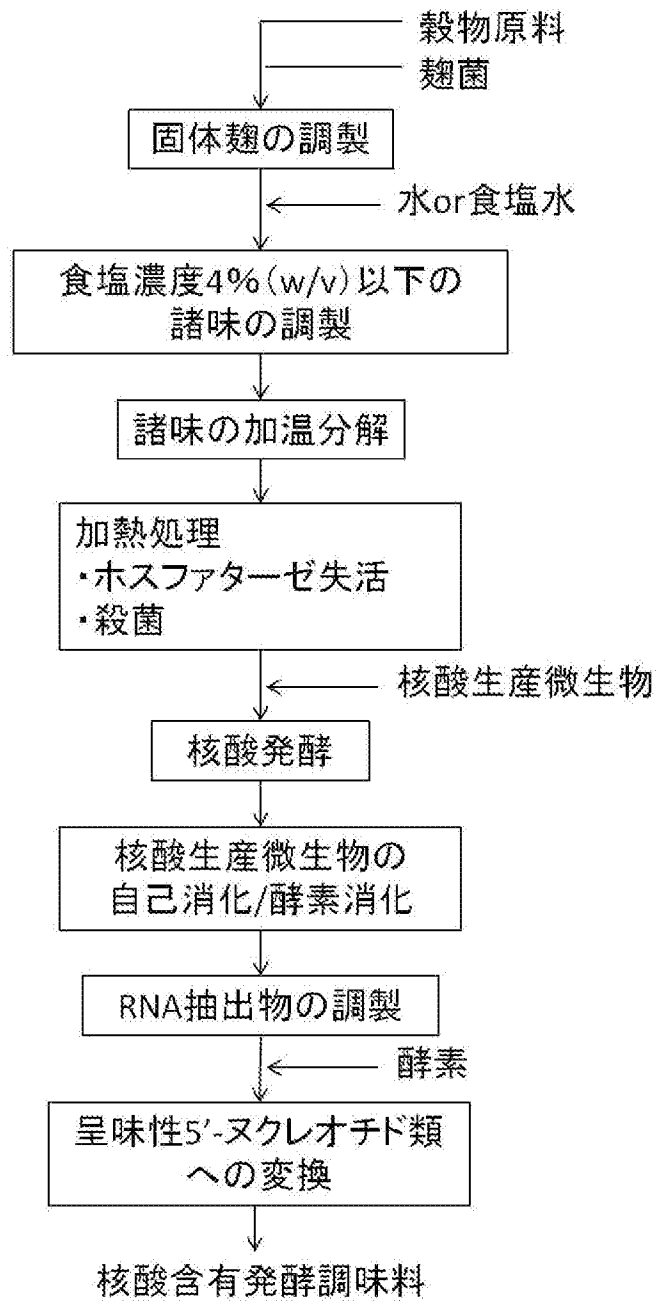 穀物原料
麹菌
固体麹の調製
水or食塩水
食塩濃度4%(w/v)以下の
諸味の調製
諸味の加温分解
加熱処理
・ホスファターゼ失活
・殺菌
核酸生産微生物
核酸発酵
核酸生産微生物の
自己消化/酵素消化
RNA抽出物の調製
酵素
呈味性5’-ヌクレオチド類
への変換
核酸含有発酵調味料